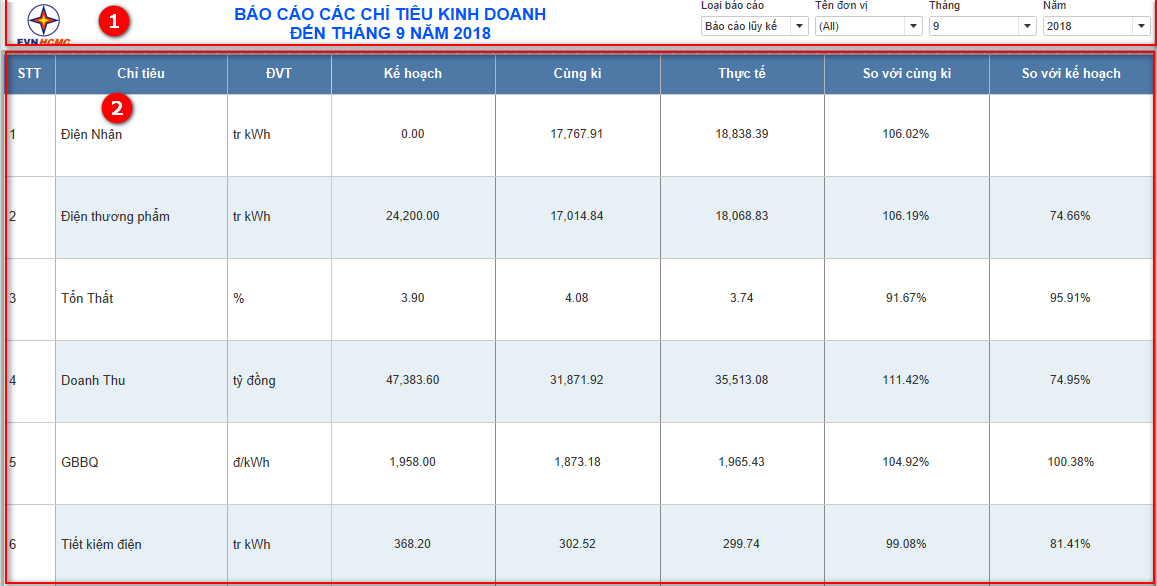 Loại báo cáo Tên đơn vị Tháng Năm
1
BÁO CÁO CÁC CHỈ TIÊU KINH DOANH
ĐẾN THÁNG 9 NĂM 2018
Báo cáo lũy kế (All) 9 2018
EVNHCMC
STT Chỉ tiêu ĐVT Kế hoạch Cùng kì Thực tế So với cùng kì So với kế hoạch
2
1 Điện Nhận tr kWh 0.00 17,767.91 18,838.39 106.02%
2 Điện thương phẩm tr kWh 24,200.00 17,014.84 18,068.83 106.19% 74.66%
3 Tổn Thất % 3.90 4.08 3.74 91.67% 95.91%
4 Doanh Thu tỷ đồng 47,383.60 31,871.92 35,513.08 111.42% 74.95%
5 GBBQ đ/kWh 1,958.00 1,873.18 1,965.43 104.92% 100.38%
6 Tiết kiệm điện tr kWh 368.20 302.52 299.74 99.08% 81.41%